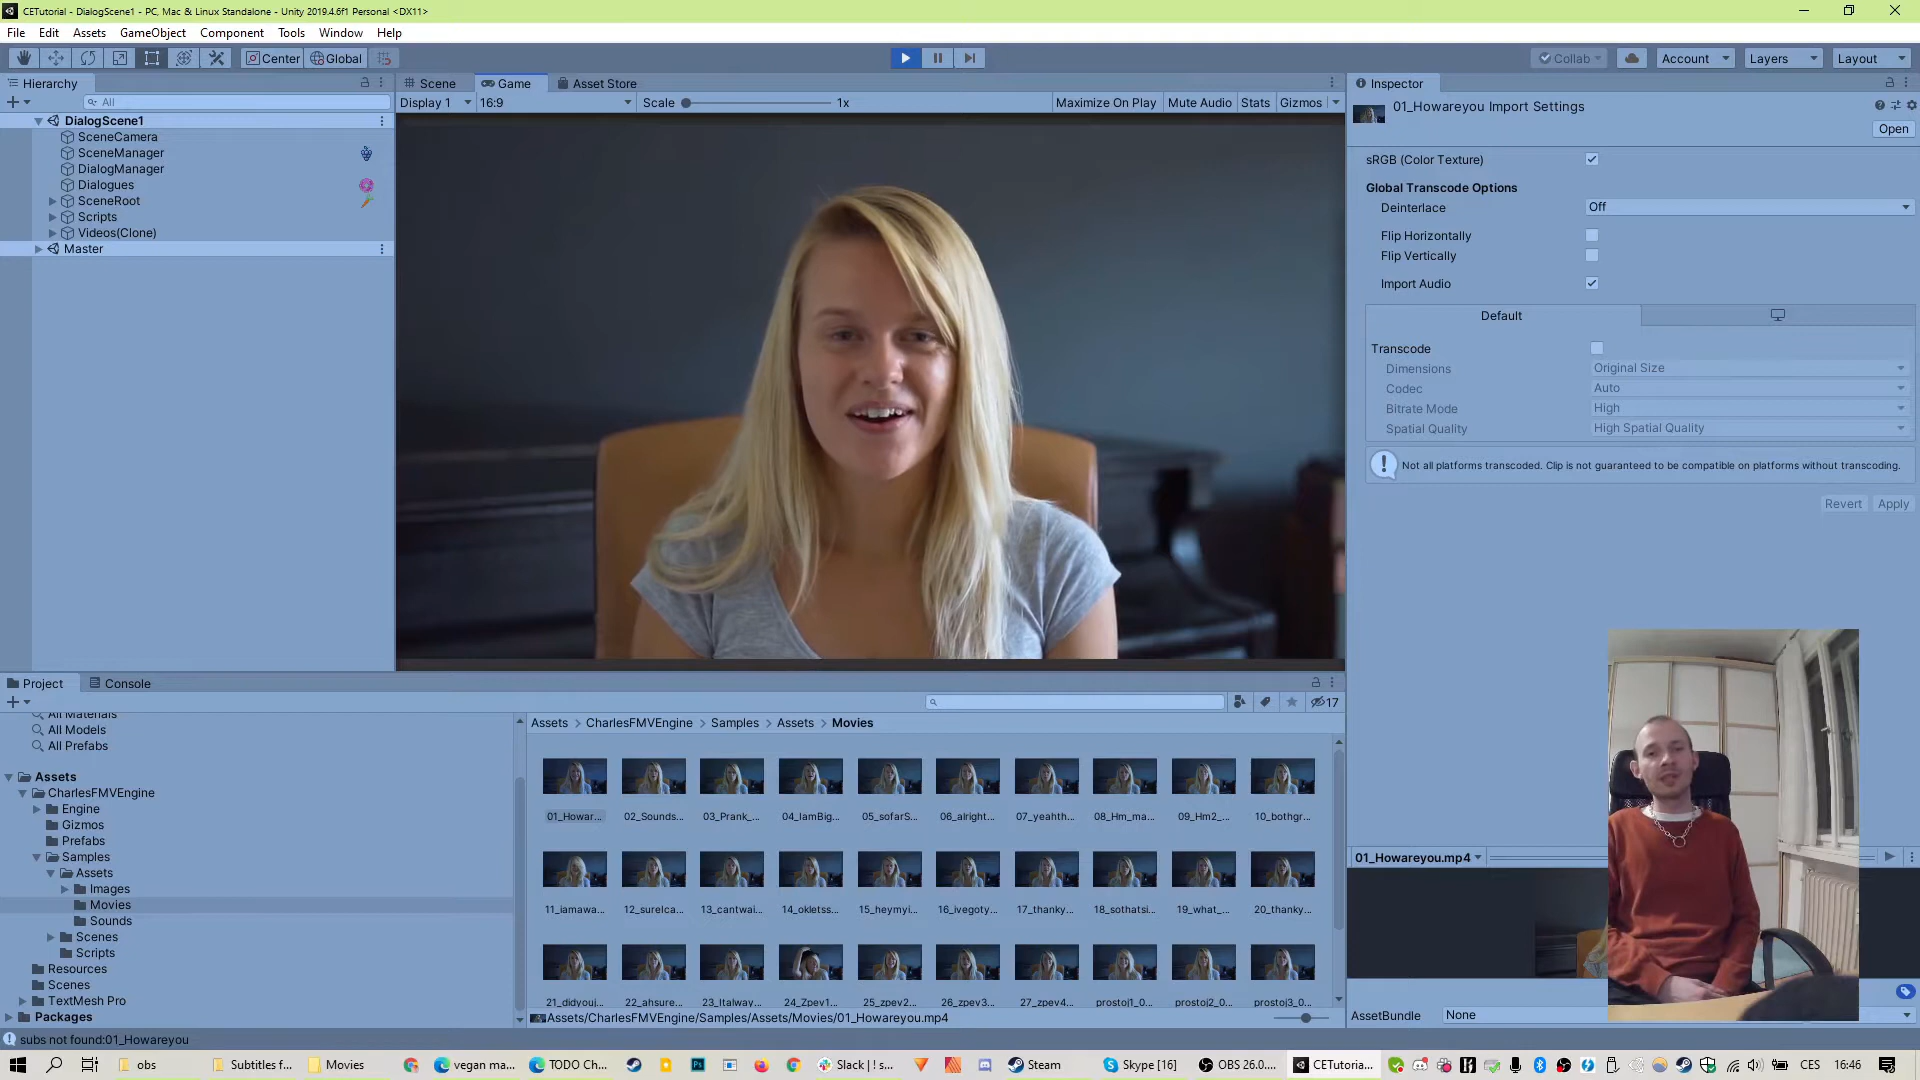 CETutorial - DialogScene1 - PC, Mac & Linux Standalone - Unity 2019.4.6f1 Personal <DX11>
File Edit Assets GameObject Component Tools Window Help
Center Global Collab Account Layers Layout
Hierarchy
All
DialogScene1
SceneCamera
SceneManager
DialogManager
Dialogues
SceneRoot
Scripts
Videos(Clone)
Master
Scene Game Asset Store
Display 1 16:9 Scale 1x Maximize On Play Mute Audio Stats Gizmos
Inspector
01_Howareyou Import Settings
Open
sRGB (Color Texture)
Global Transcode Options
Deinterlace Off
Flip Horizontally
Flip Vertically
Import Audio
Default
Transcode
Dimensions Original Size
Codec Auto
Bitrate Mode High
Spatial Quality High Spatial Quality
Not all platforms transcoded. Clip is not guaranteed to be compatible on platforms without transcoding.
Revert Apply
01_Howareyou.mp4
AssetBundle None
Project Console
17
All Materials
All Models
All Prefabs
Assets
CharlesFMVEngine
Engine
Gizmos
Prefabs
Samples
Assets
Images
Movies
Sounds
Scenes
Scripts
Resources
Scenes
TextMesh Pro
Packages
Assets > CharlesFMVEngine > Samples > Assets > Movies
01_Howar... 02_Sounds... 03_Prank_... 04_IamBig... 05_sofarS... 06_alright... 07_yeahth... 08_Hm_ma... 09_Hm2_... 10_bothgr...
11_iamawa... 12_surelca... 13_cantwai... 14_okletss... 15_heymyi... 16_ivegoty... 17_thanky... 18_sothatsi... 19_what_... 20_thanky...
21_didyouj... 22_ahsure... 23_Italway... 24_Zpev1... 25_zpev2... 26_zpev3... 27_zpev4... prostoj1_0... prostoj2_0... prostoj3_0...
Assets/CharlesFMVEngine/Samples/Assets/Movies/01_Howareyou.mp4
subs not found:01_Howareyou
obs Subtitles f... Movies vegan ma... TODO Ch... Slack | ! s... Steam Skype [16] OBS 26.0.... CETutoria... CES 16:46